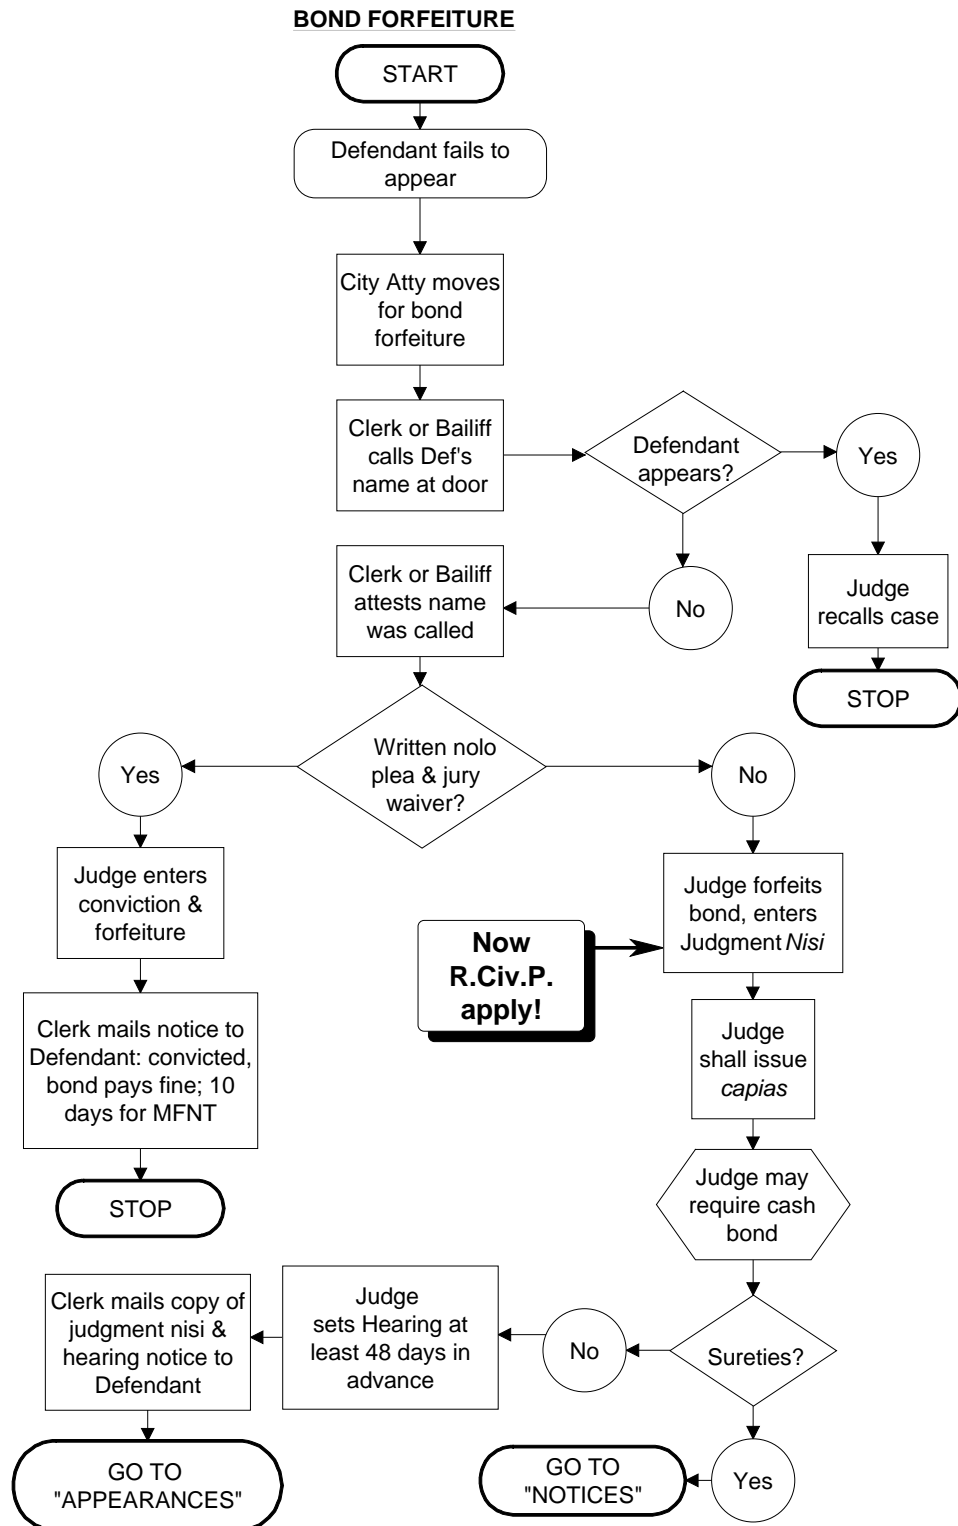 BOND FORFEITURE
START
Defendant fails to
appear
City Atty moves
for bond
forfeiture
Clerk or Bailiff
calls Def's
name at door
Defendant
appears?
Yes
Judge
recalls case
STOP
No
Clerk or Bailiff
attests name
was called
Written nolo
plea & jury
waiver?
Yes
Judge enters
conviction &
forfeiture
Clerk mails notice to
Defendant: convicted,
bond pays fine; 10
days for MFNT
STOP
No
Judge forfeits
bond, enters
Judgment Nisi
Now
R.Civ.P.
apply!
Judge
shall issue
capias
Judge may
require cash
bond
Sureties?
No
Judge
sets Hearing at
least 48 days in
advance
Clerk mails copy of
judgment nisi &
hearing notice to
Defendant
GO TO
"APPEARANCES"
Yes
GO TO
"NOTICES"